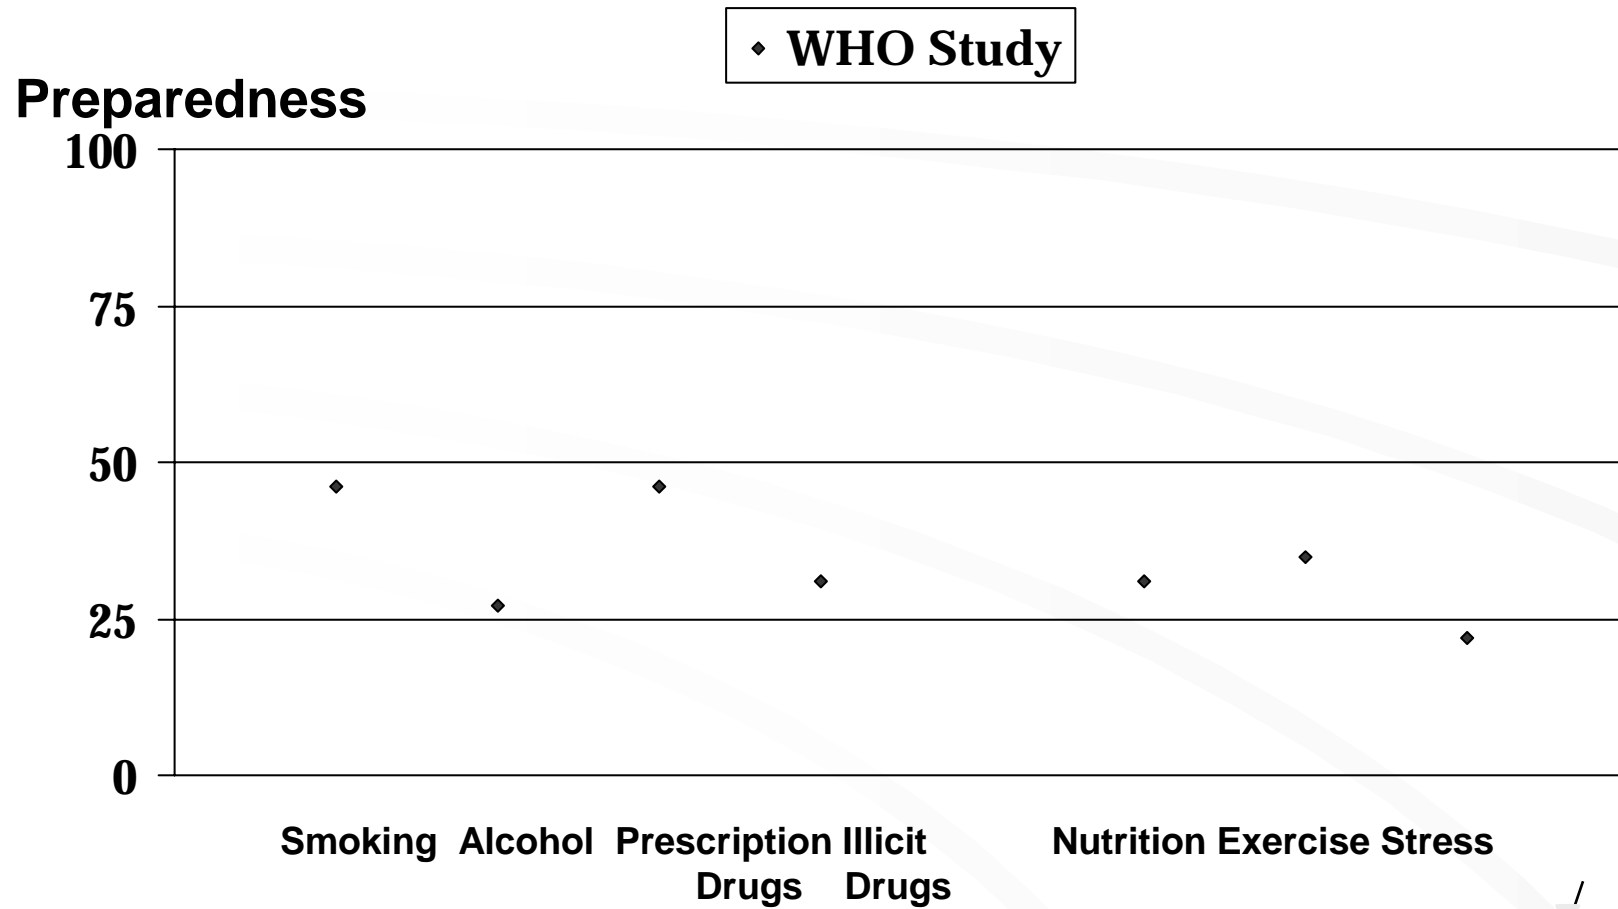 WHO Study
Preparedness
100
75
50
25
0
Smoking Alcohol Prescription Illicit Nutrition Exercise Stress
Drugs Drugs
/